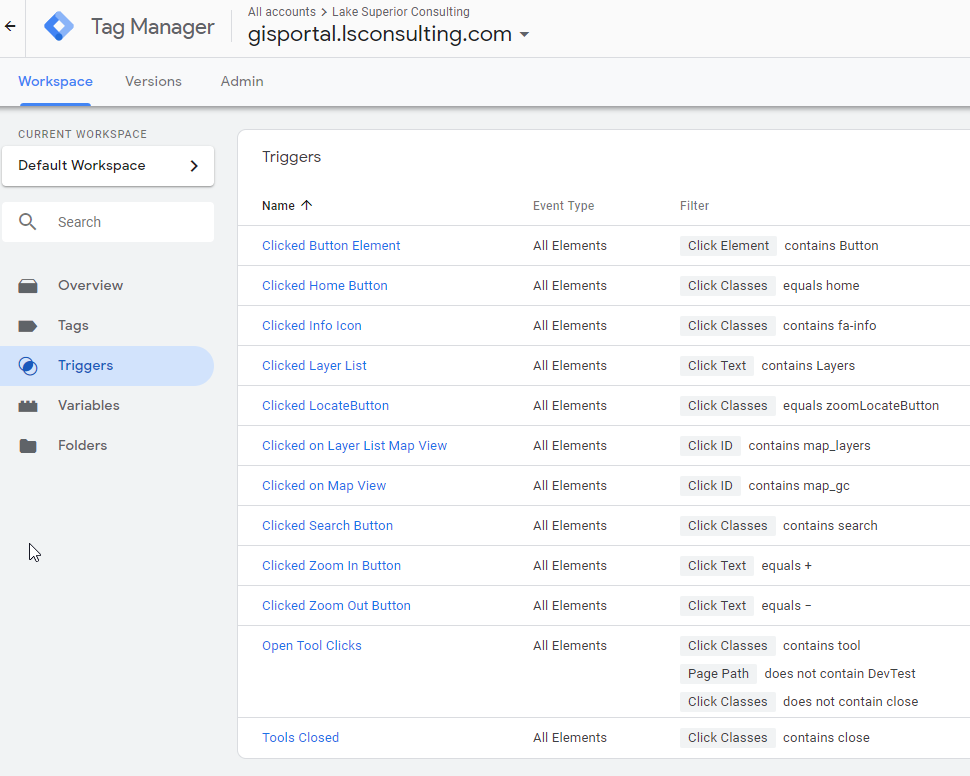 All accounts > Lake Superior Consulting
Tag Manager
gisportal.lsconsulting.com
Workspace Versions Admin
CURRENT WORKSPACE
Default Workspace
Search
Overview
Tags
Triggers
Variables
Folders
Triggers
Name Event Type Filter
Clicked Button Element All Elements Click Element contains Button
Clicked Home Button All Elements Click Classes equals home
Clicked Info Icon All Elements Click Classes contains fa-info
Clicked Layer List All Elements Click Text contains Layers
Clicked LocateButton All Elements Click Classes equals zoomLocateButton
Clicked on Layer List Map View All Elements Click ID contains map_layers
Clicked on Map View All Elements Click ID contains map_gc
Clicked Search Button All Elements Click Classes contains search
Clicked Zoom In Button All Elements Click Text equals +
Clicked Zoom Out Button All Elements Click Text equals −
Open Tool Clicks All Elements Click Classes contains tool
Page Path does not contain DevTest
Click Classes does not contain close
Tools Closed All Elements Click Classes contains close